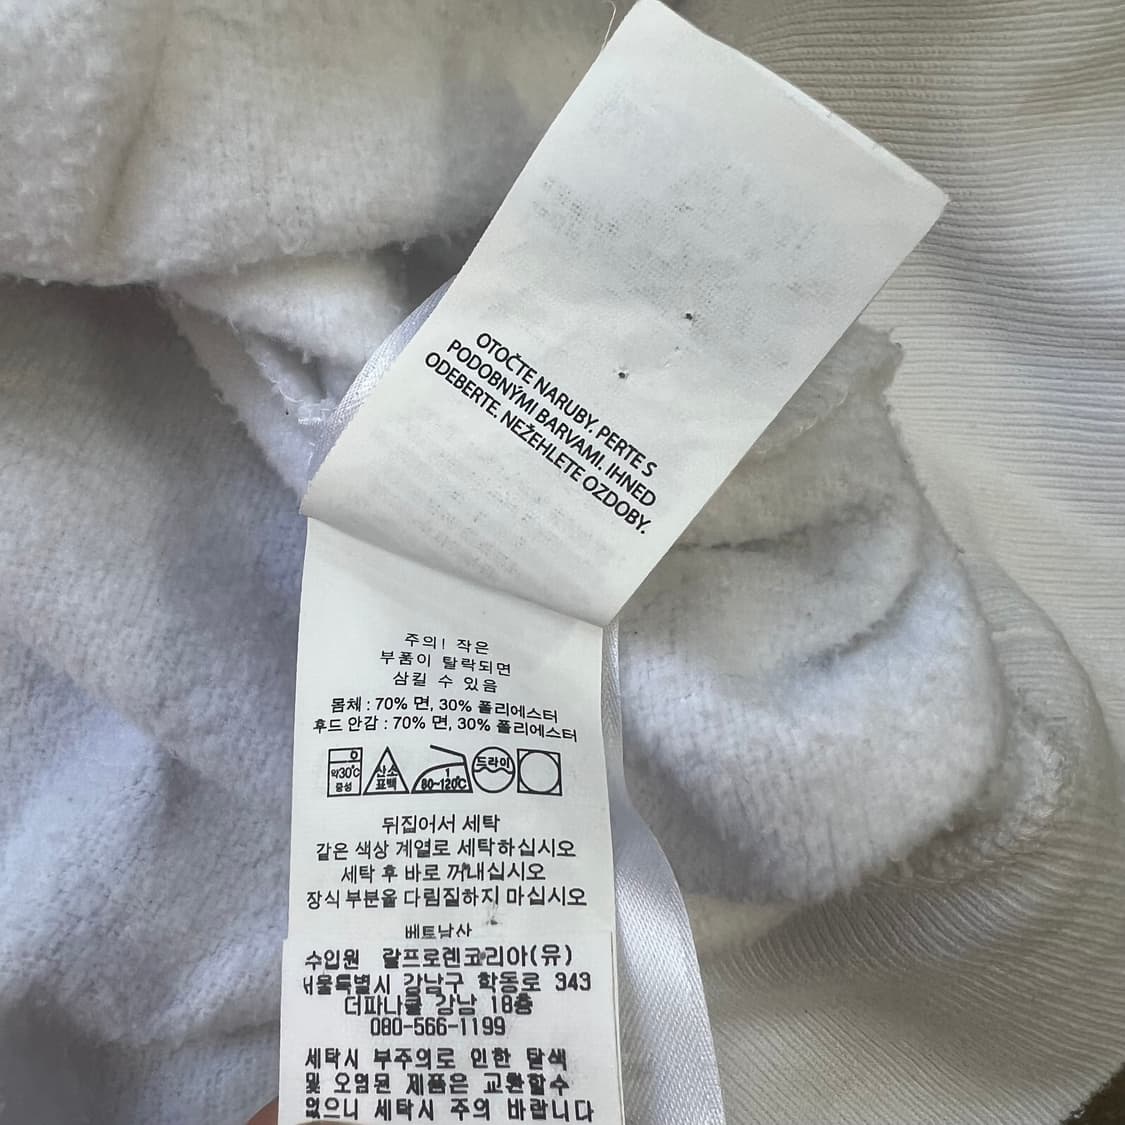 OTOČTE NARUBY. PERTE S
PODOBNÝMI BARVAMI. IHNED
ODEBERTE. NEŽEHLETE OZDOBY.
주의! 작은
부품이 탈락되면
삼킬 수 있음
몸체 : 70% 면, 30% 폴리에스터
후드 안감 : 70% 면, 30% 폴리에스터
약30℃
중성
산소
표백
1
80~120℃
드라이
뒤집어서 세탁
같은 색상 계열로 세탁하십시오
세탁 후 바로 꺼내십시오
장식 부분을 다림질하지 마십시오
베트남산
수입원 랄프로렌코리아(유)
서울특별시 강남구 학동로 343
더피나클 강남 18층
080-566-1199
세탁시 부주의로 인한 탈색
및 오염된 제품은 교환할수
없으니 세탁시 주의 바랍니다